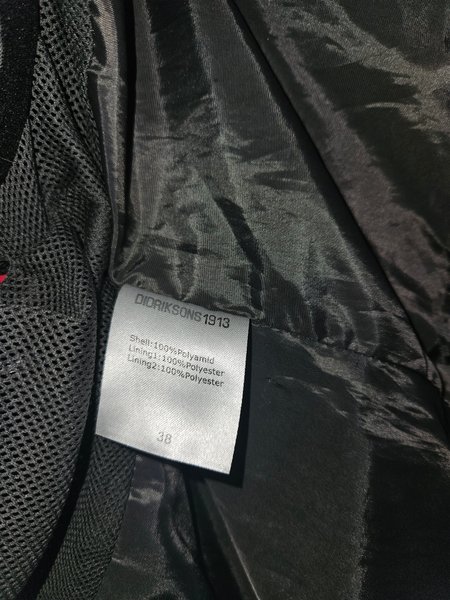 DIDRIKSONS1913
Shell:100%Polyamid
Lining1:100%Polyester
Lining2:100%Polyester
38